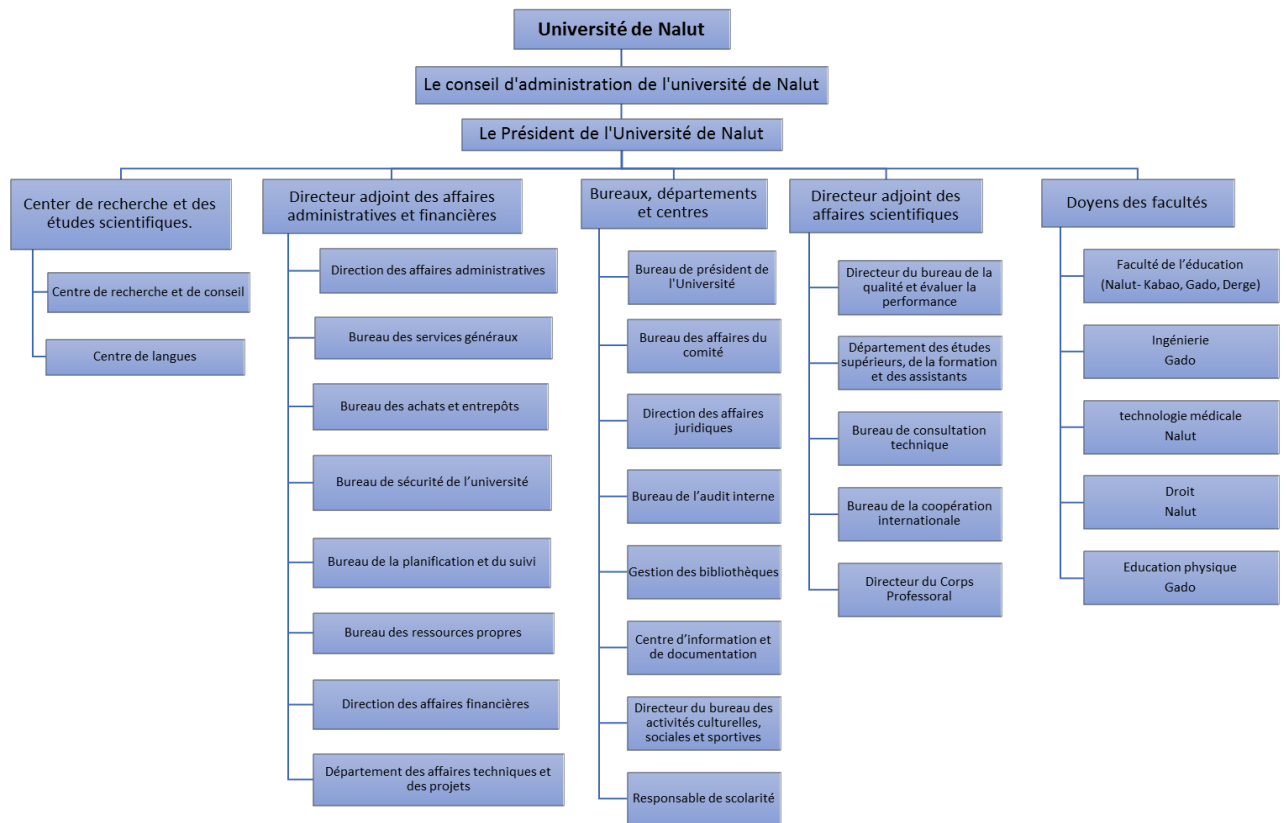 Université de Nalut
Le conseil d'administration de l'université de Nalut
Le Président de l'Université de Nalut
Center de recherche et des
études scientifiques.
Centre de recherche et de conseil
Centre de langues
Directeur adjoint des affaires
administratives et financières
Direction des affaires administratives
Bureau des services généraux
Bureau des achats et entrepôts
Bureau de sécurité de l’université
Bureau de la planification et du suivi
Bureau des ressources propres
Direction des affaires financières
Département des affaires techniques et
des projets
Bureaux, départements
et centres
Bureau de président de
l'Université
Bureau des affaires du
comité
Direction des affaires
juridiques
Bureau de l’audit interne
Gestion des bibliothèques
Centre d’information et
de documentation
Directeur du bureau des
activités culturelles,
sociales et sportives
Responsable de scolarité
Directeur adjoint des
affaires scientifiques
Directeur du bureau de la
qualité et évaluer la
performance
Département des études
supérieurs, de la formation
et des assistants
Bureau de consultation
technique
Bureau de la coopération
internationale
Directeur du Corps
Professoral
Doyens des facultés
Faculté de l’éducation
(Nalut- Kabao, Gado, Derge)
Ingénierie
Gado
technologie médicale
Nalut
Droit
Nalut
Education physique
Gado